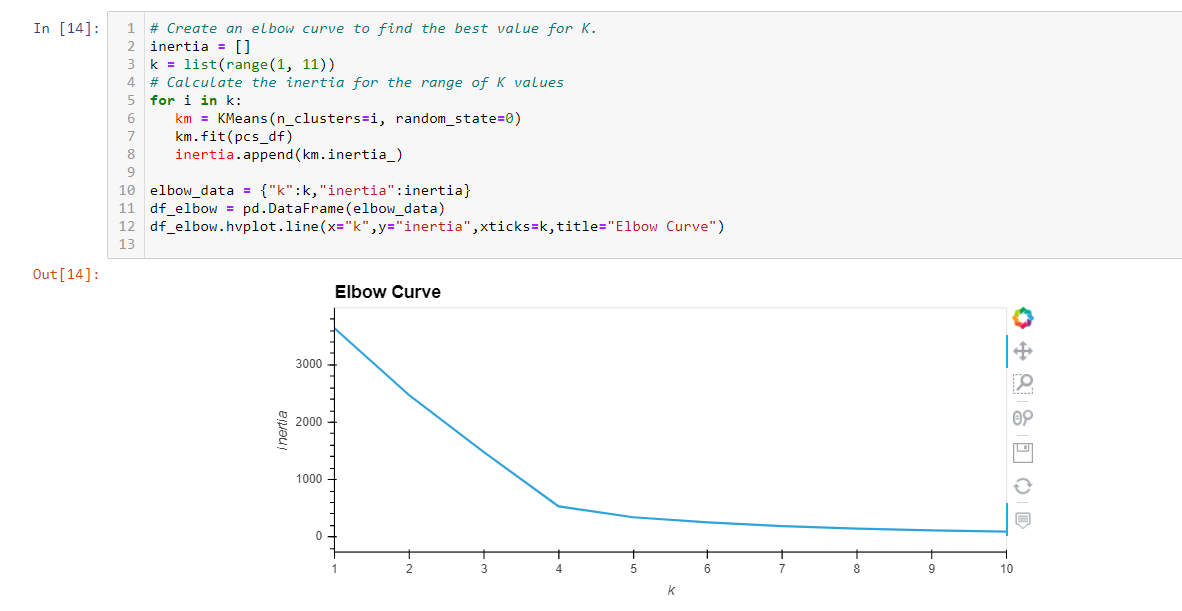 In [14]:
1 # Create an elbow curve to find the best value for K.
2 inertia = []
3 k = list(range(1, 11))
4 # Calculate the inertia for the range of K values
5 for i in k:
6    km = KMeans(n_clusters=i, random_state=0)
7    km.fit(pcs_df)
8    inertia.append(km.inertia_)
9
10 elbow_data = {"k":k,"inertia":inertia}
11 df_elbow = pd.DataFrame(elbow_data)
12 df_elbow.hvplot.line(x="k",y="inertia",xticks=k,title="Elbow Curve")
13
Out[14]:
Elbow Curve
3000
2000
1000
0
inertia
1 2 3 4 5 6 7 8 9 10
k